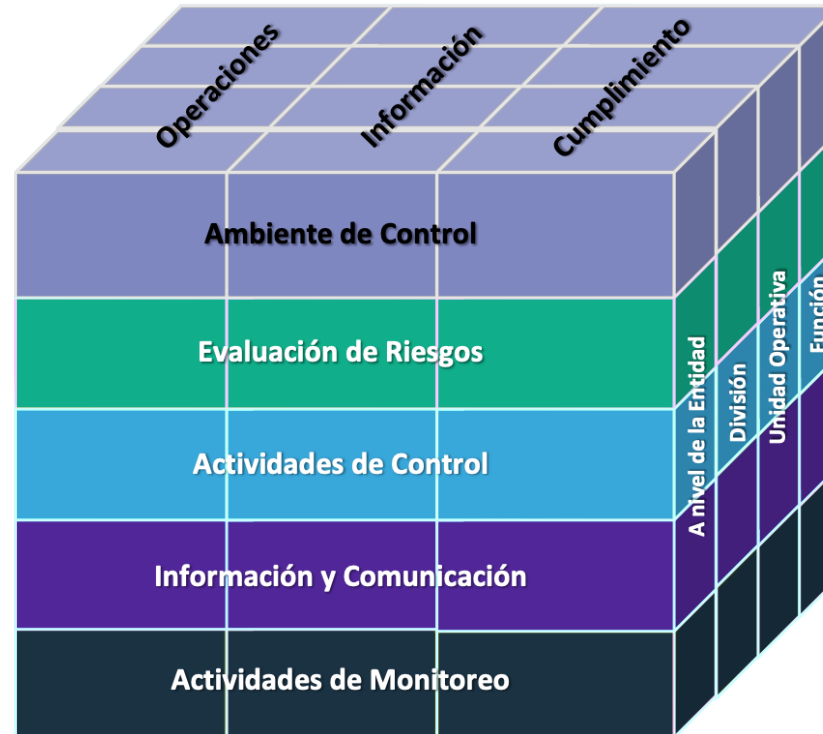 Operaciones
Información
Cumplimiento
Ambiente de Control
Evaluación de Riesgos
Actividades de Control
Información y Comunicación
Actividades de Monitoreo
A nivel de la Entidad
División
Unidad Operativa
Función